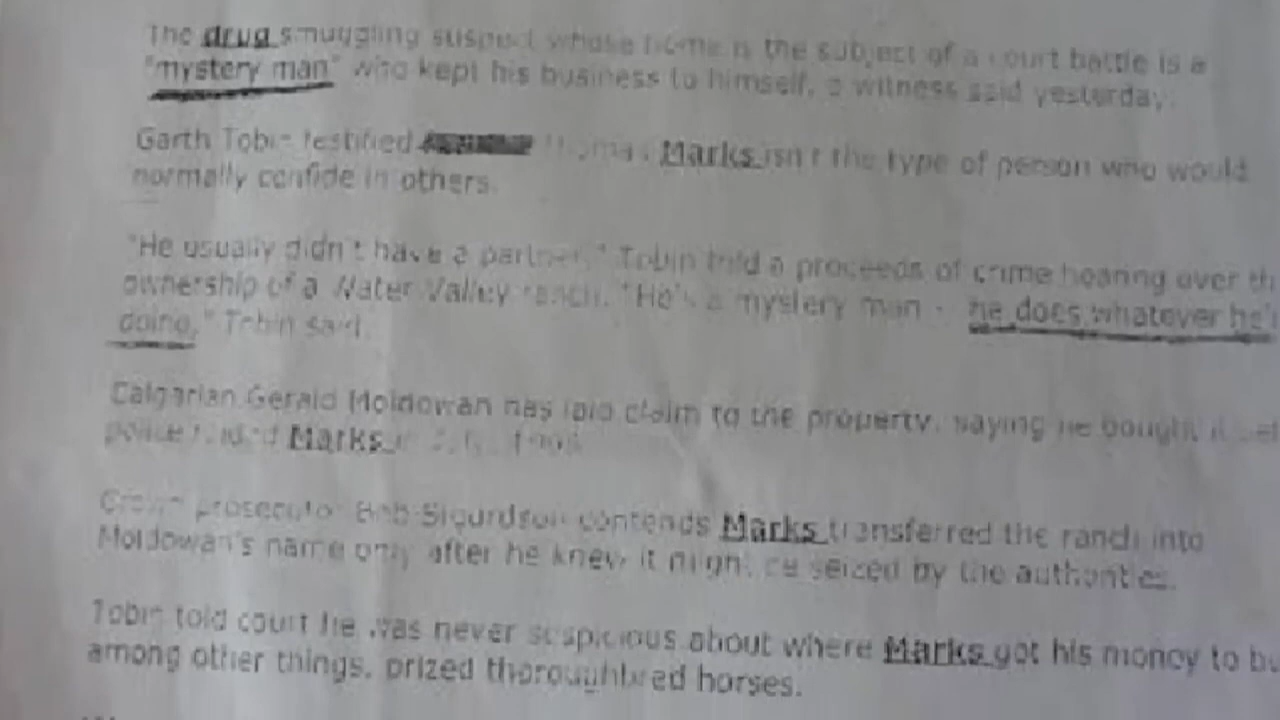 The drug smuggling suspect whose home is the subject of a court battle is a
"mystery man" who kept his business to himself, a witness said yesterday.
Garth Tobin testified Thomas Marks isn't the type of person who would
normally confide in others.
"He usually didn't have a partner," Tobin told a proceeds of crime hearing over th
ownership of a Water Valley ranch. "He's a mystery man - he does whatever he's
doing," Tobin said.
Calgarian Gerald Moldowan has laid claim to the property, saying he bought it
police raided Marks in
Crown prosecutor Bob Sigurdson contends Marks transferred the ranch into
Moldowan's name only after he knew it might be seized by the authorities.
Tobin told court he was never suspicious about where Marks got his money to bu
among other things, prized thoroughbred horses.